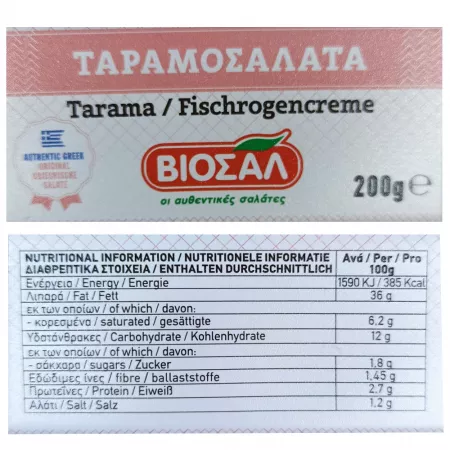 ΤΑΡΑΜΟΣΑΛΑΤΑ
Tarama / Fischrogencreme
AUTHENTIC GREEK
ORIGINAL
GRIECHISCHE
SALATE
ΒΙΟΣΑΛ
οι αυθεντικές σαλάτες
200g℮
NUTRITIONAL INFORMATION / NUTRITIONELE INFORMATIE
ΔΙΑΘΡΕΠΤΙΚΑ ΣΤΟΙΧΕΙΑ / ENTHALTEN DURCHSCHNITTLICH
Ανά / Per / Pro
100g
Ενέργεια / Energy / Energie 1590 KJ / 385 Kcal
Λιπαρά / Fat / Fett 36 g
εκ των οποίων / of which / davon:
- κορεσμένα / saturated / gesättigte 6,2 g
Υδατάνθρακες / Carbohydrate / Kohlenhydrate 12 g
εκ των οποίων / of which / davon:
- σάκχαρα / sugars / Zucker 1,8 g
Εδώδιμες ίνες / fibre / ballaststoffe 1,45 g
Πρωτεΐνες / Protein / Eiweiß 2,7 g
Αλάτι / Salt / Salz 1,2 g